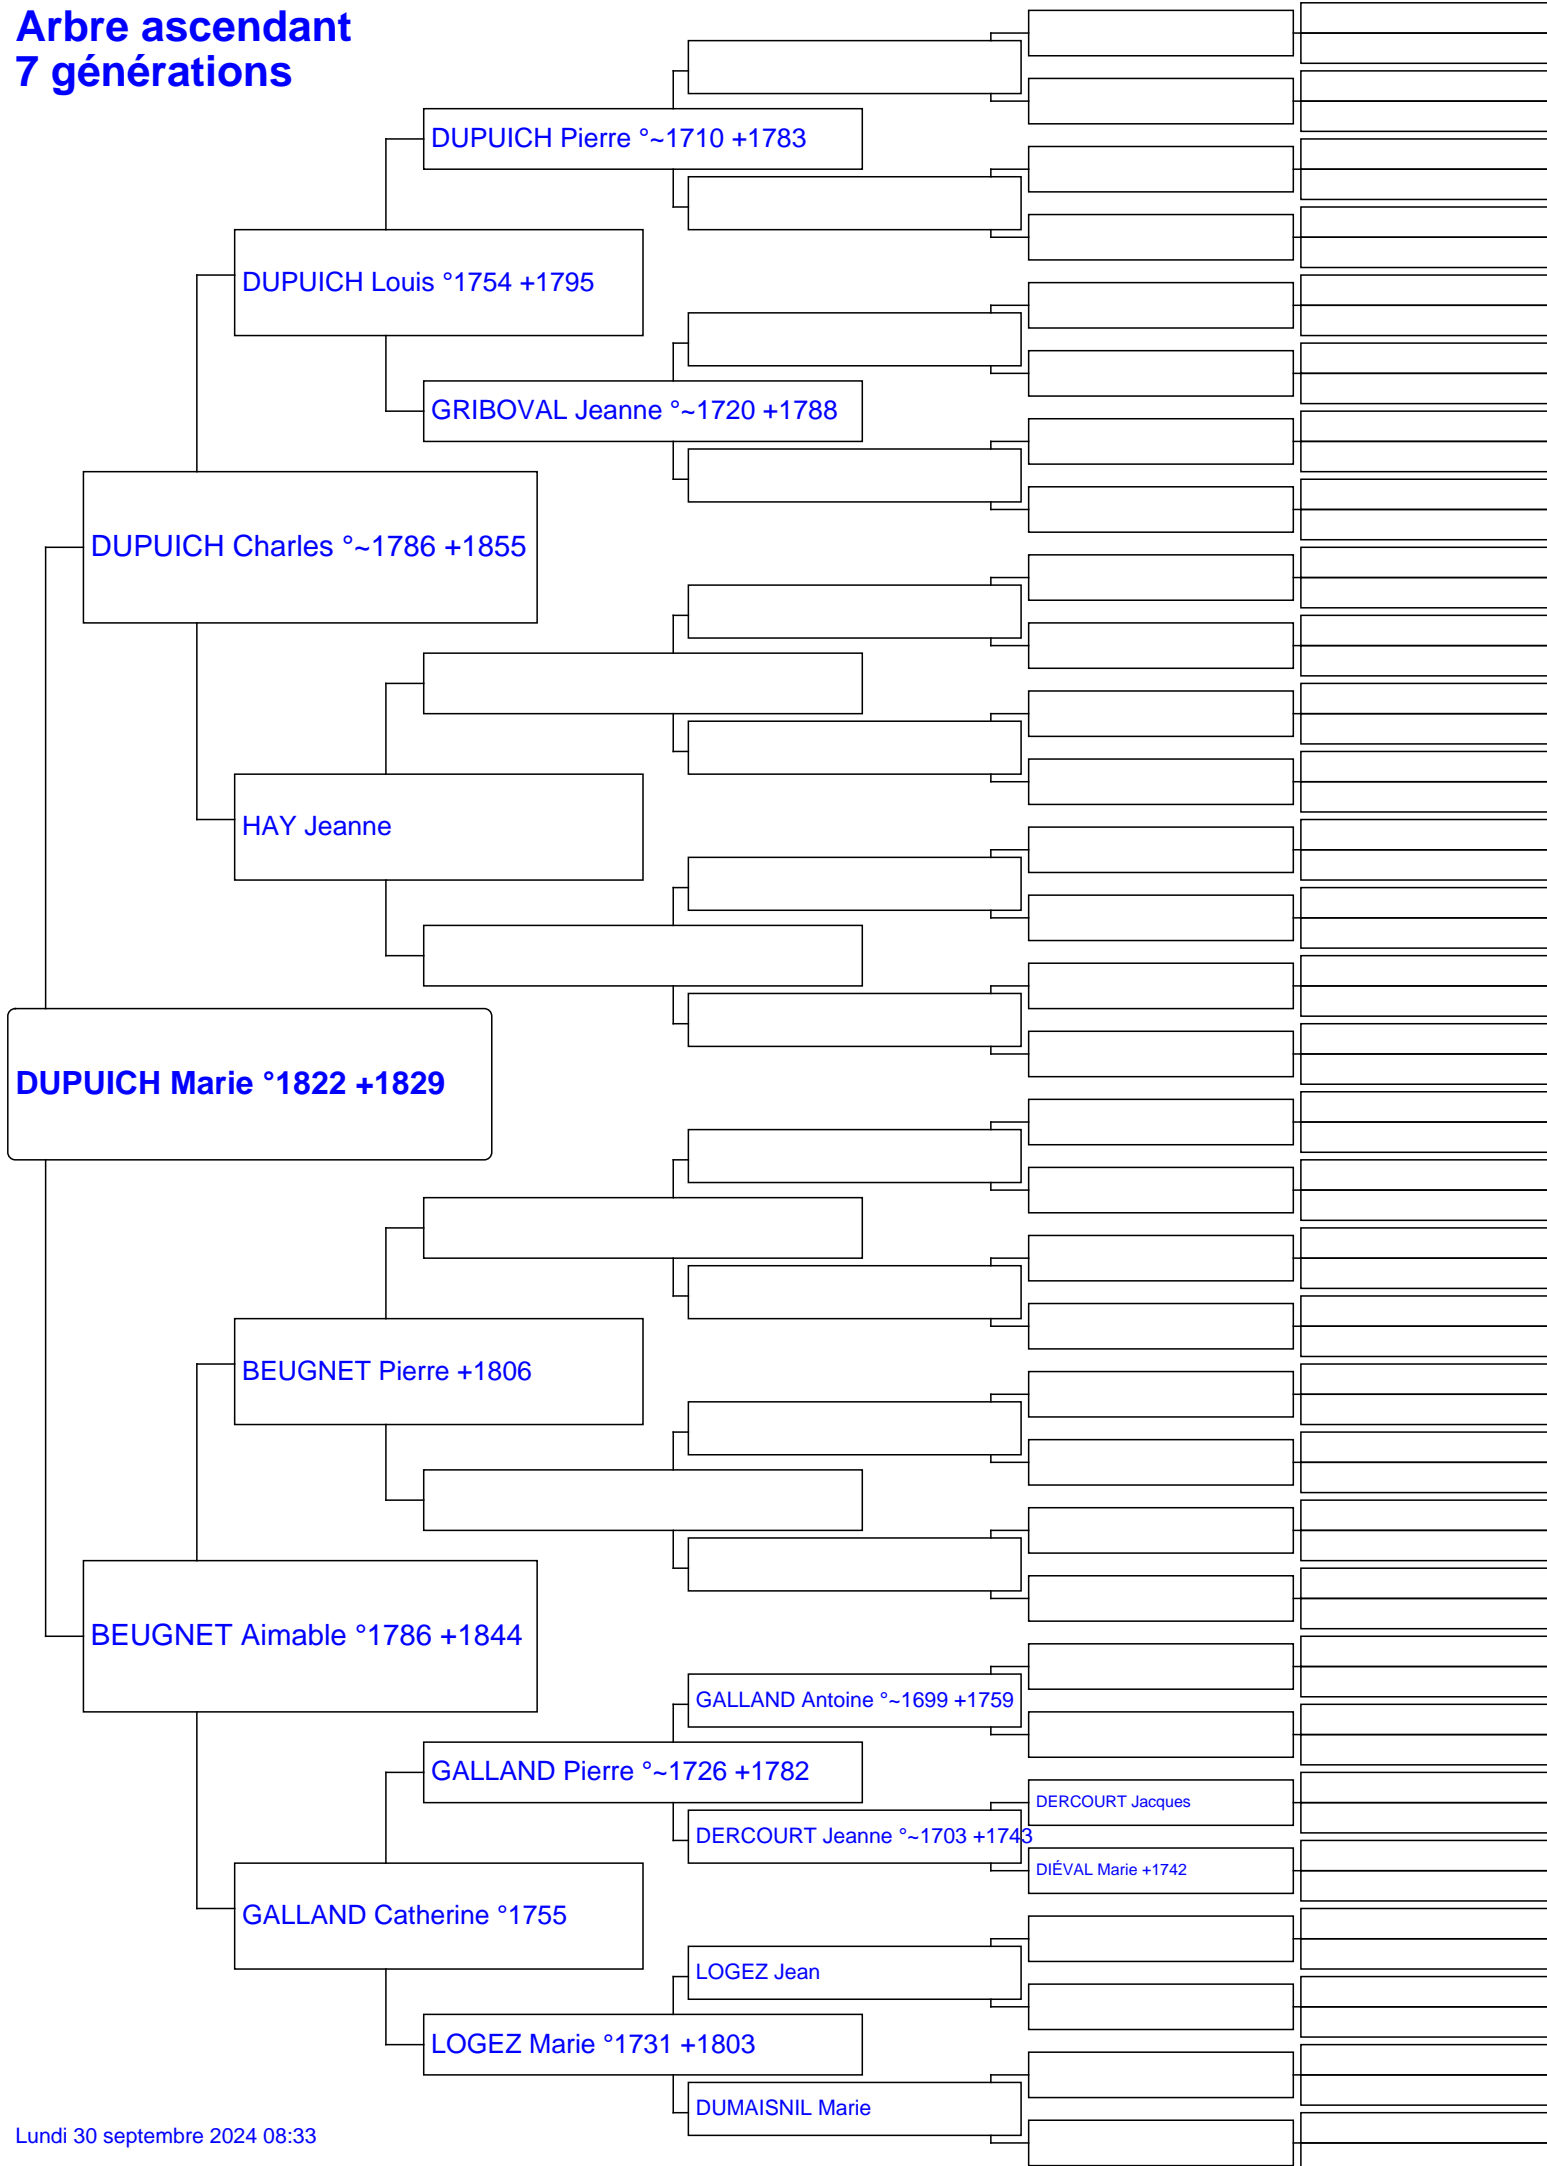 Arbre ascendant
7 générations
DUPUICH Pierre °~1710 +1783
DUPUICH Louis °1754 +1795
GRIBOVAL Jeanne °~1720 +1788
DUPUICH Charles °~1786 +1855
HAY Jeanne
DUPUICH Marie °1822 +1829
BEUGNET Pierre +1806
BEUGNET Aimable °1786 +1844
GALLAND Antoine °~1699 +1759
GALLAND Pierre °~1726 +1782
DERCOURT Jacques
DERCOURT Jeanne °~1703 +1743
DIÉVAL Marie +1742
GALLAND Catherine °1755
LOGEZ Jean
LOGEZ Marie °1731 +1803
DUMAISNIL Marie
Lundi 30 septembre 2024 08:33